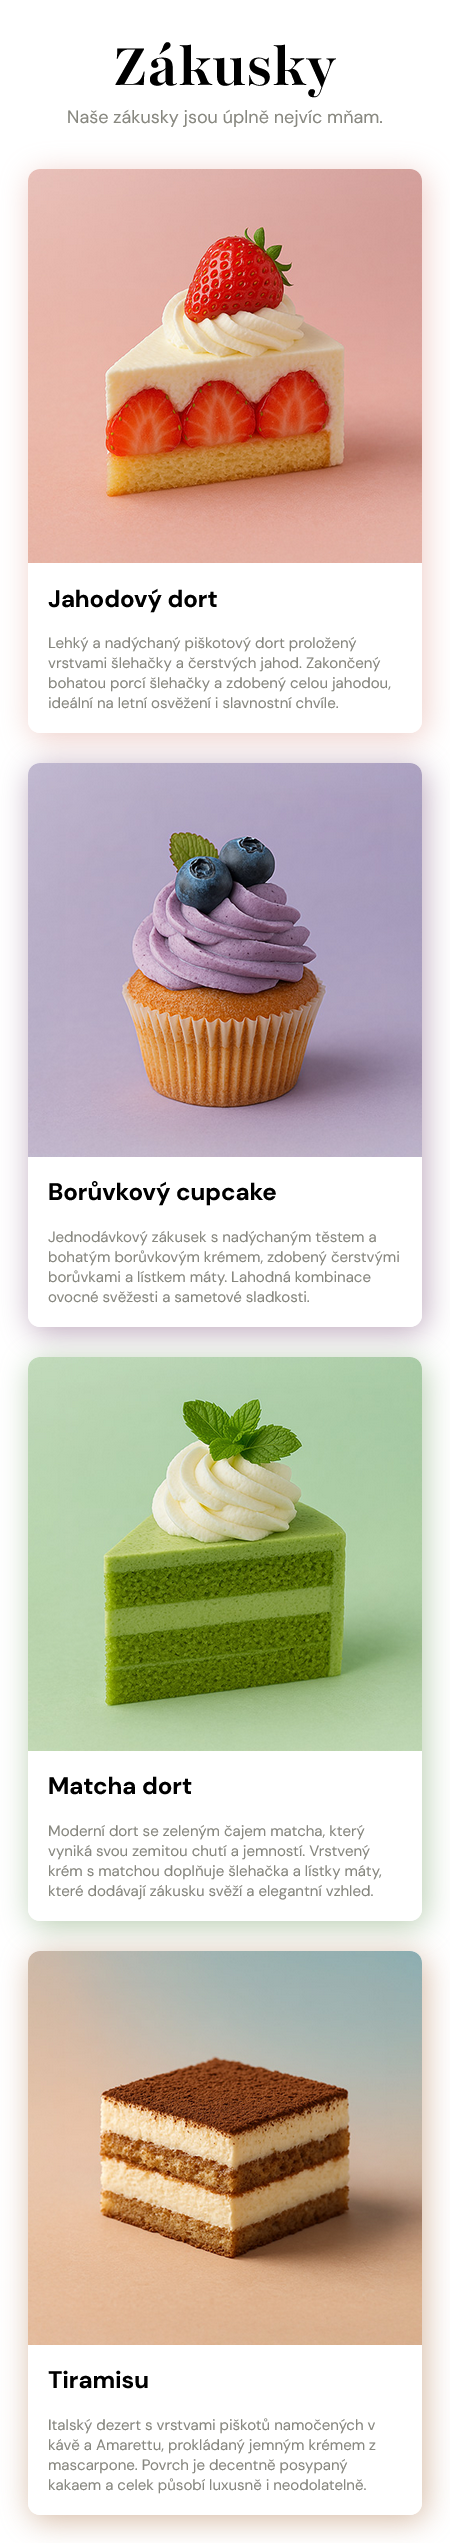 Zákusky
Naše zákusky jsou úplně nejvíc mňam.
Jahodový dort
Lehký a nadýchaný piškotový dort proložený
vrstvami šlehačky a čerstvých jahod. Zakončený
bohatou porcí šlehačky a zdobený celou jahodou,
ideální na letní osvěžení i slavnostní chvíle.
Borůvkový cupcake
Jednodávkový zákusek s nadýchaným těstem a
bohatým borůvkovým krémem, zdobený čerstvými
borůvkami a lístkem máty. Lahodná kombinace
ovocné svěžesti a sametové sladkosti.
Matcha dort
Moderní dort se zeleným čajem matcha, který
vyniká svou zemitou chutí a jemností. Vrstvený
krém s matchou doplňuje šlehačka a lístky máty,
které dodávají zákusku svěží a elegantní vzhled.
Tiramisu
Italský dezert s vrstvami piškotů namočených v
kávě a Amarettu, prokládaný jemným krémem z
mascarpone. Povrch je decentně posypaný
kakaem a celek působí luxusně i neodolatelně.